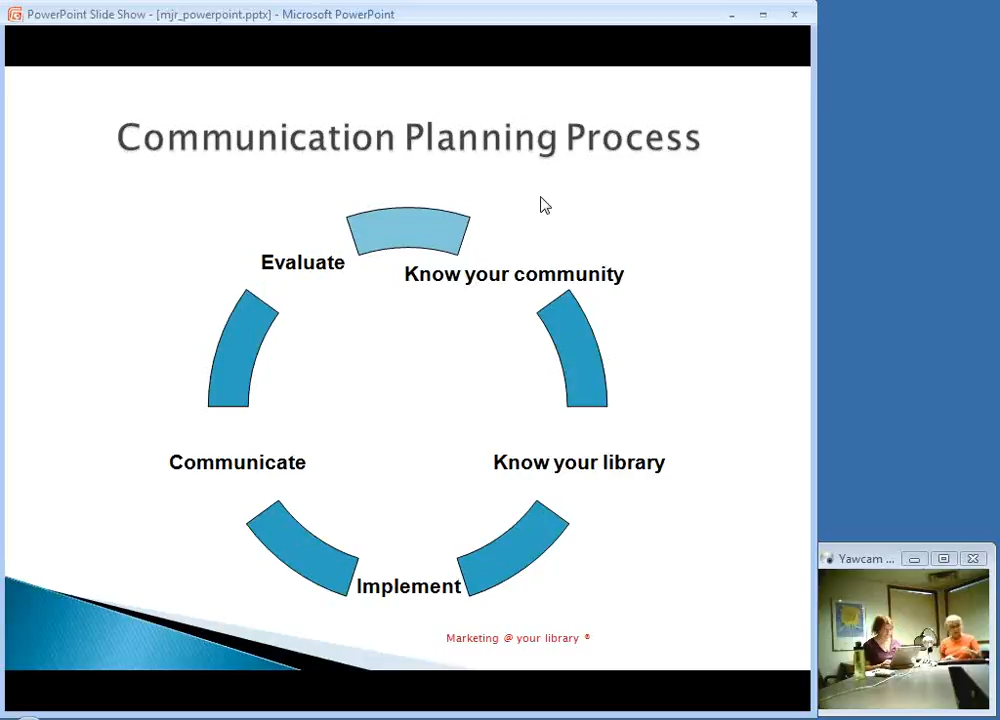 PowerPoint Slide Show - [mjr_powerpoint.pptx] - Microsoft PowerPoint
Communication Planning Process
Evaluate
Know your community
Communicate
Know your library
Implement
Yawcam ...
Marketing @ your library ®